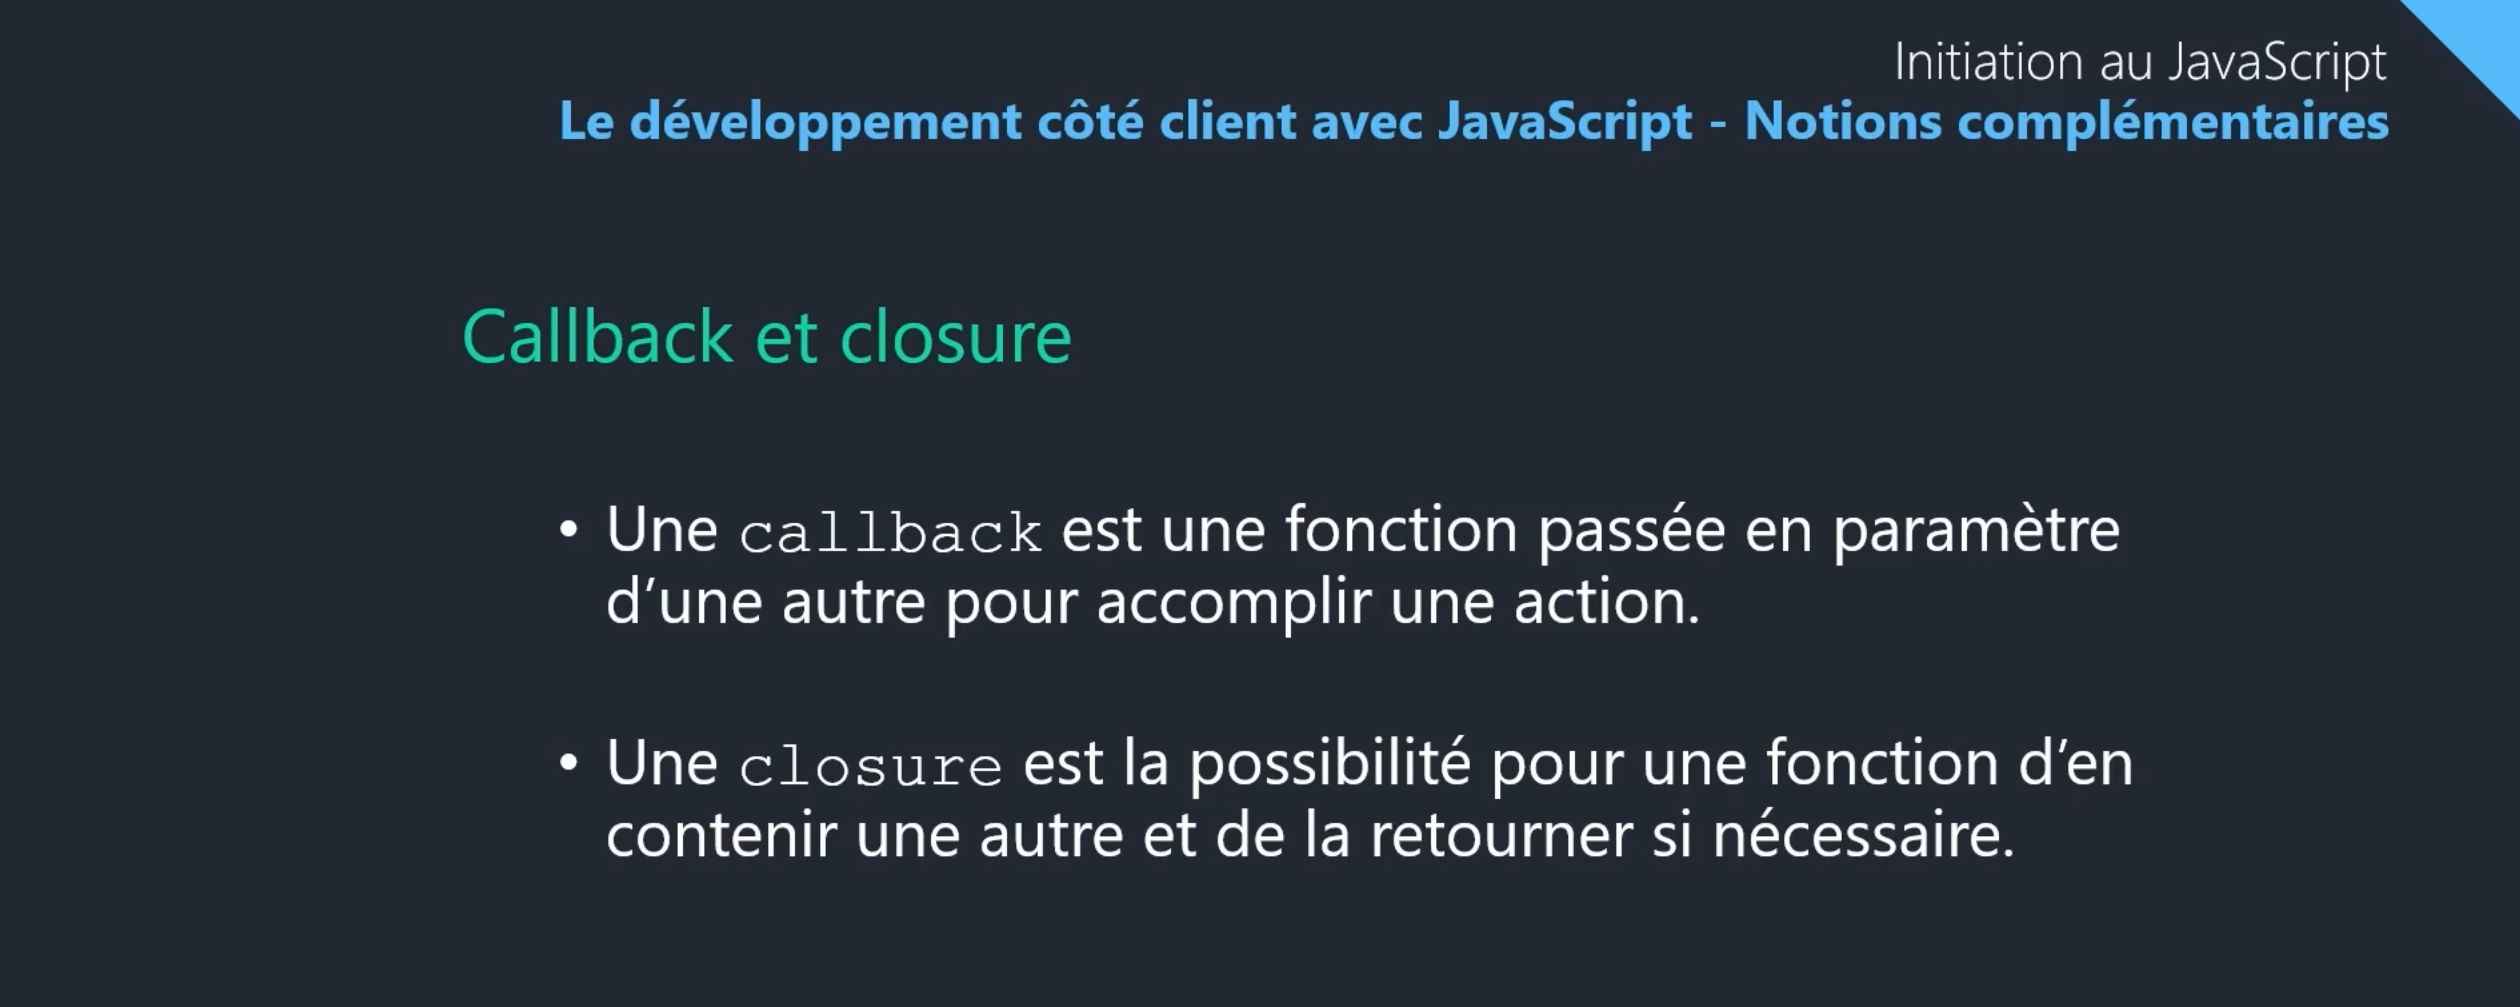 Initiation au JavaScript
Le développement côté client avec JavaScript - Notions complémentaires
Callback et closure
• Une callback est une fonction passée en paramètre
d’une autre pour accomplir une action.
• Une closure est la possibilité pour une fonction d’en
contenir une autre et de la retourner si nécessaire.